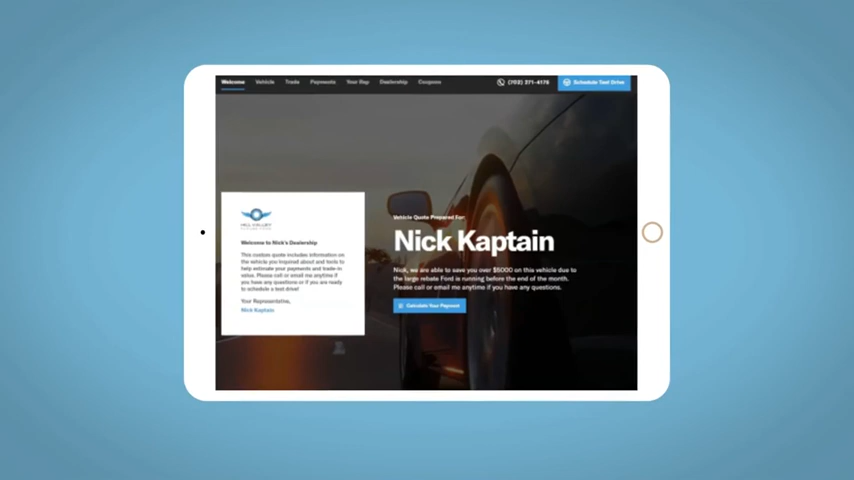 Welcome Vehicle Trade Payments Your Rep Dealership Coupons (702) 371-4178 Schedule Test Drive
HILL VALLEY
Welcome to Nick's Dealership
This custom quote includes information on
the vehicle you inquired about and tools to
help estimate your payments and trade-in
value. Please call or email me anytime if
you have any questions or if you are ready
to schedule a test drive!
Your Representative,
Nick Kaptain
Vehicle Quote Prepared For:
Nick Kaptain
Nick, we are able to save you over $5000 on this vehicle due to
the large rebate Ford is running before the end of the month.
Please call or email me anytime if you have any questions.
Calculate Your Payment